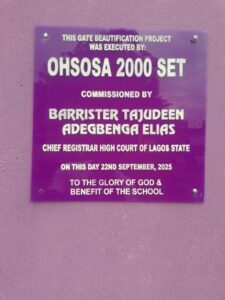 THIS GATE BEAUTIFICATION PROJECT
WAS EXECUTED BY:
OHSOSA 2000 SET
COMMISSIONED BY
BARRISTER TAJUDEEN
ADEGBENGA ELIAS
CHIEF REGISTRAR HIGH COURT OF LAGOS STATE
ON THIS DAY 22ND SEPTEMBER, 2025
TO THE GLORY OF GOD &
BENEFIT OF THE SCHOOL